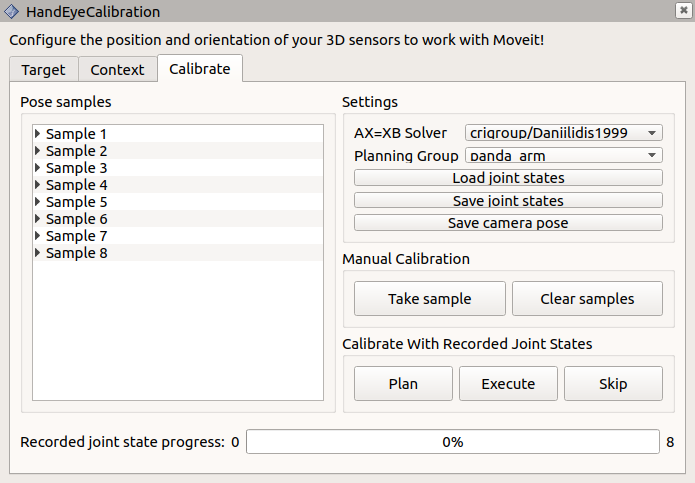 HandEyeCalibration
Configure the position and orientation of your 3D sensors to work with Moveit!
Target Context Calibrate
Pose samples
Sample 1
Sample 2
Sample 3
Sample 4
Sample 5
Sample 6
Sample 7
Sample 8
Settings
AX=XB Solver crigroup/Daniilidis1999
Planning Group panda_arm
Load joint states
Save joint states
Save camera pose
Manual Calibration
Take sample Clear samples
Calibrate With Recorded Joint States
Plan Execute Skip
Recorded joint state progress: 0 0% 8